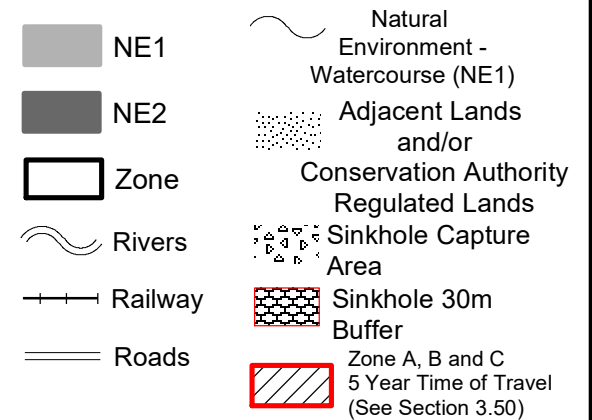 NE1
NE2
Zone
Rivers
Railway
Roads
Natural
Environment -
Watercourse (NE1)
Adjacent Lands
and/or
Conservation Authority
Regulated Lands
Sinkhole Capture
Area
Sinkhole 30m
Buffer
Zone A, B and C
5 Year Time of Travel
(See Section 3.50)